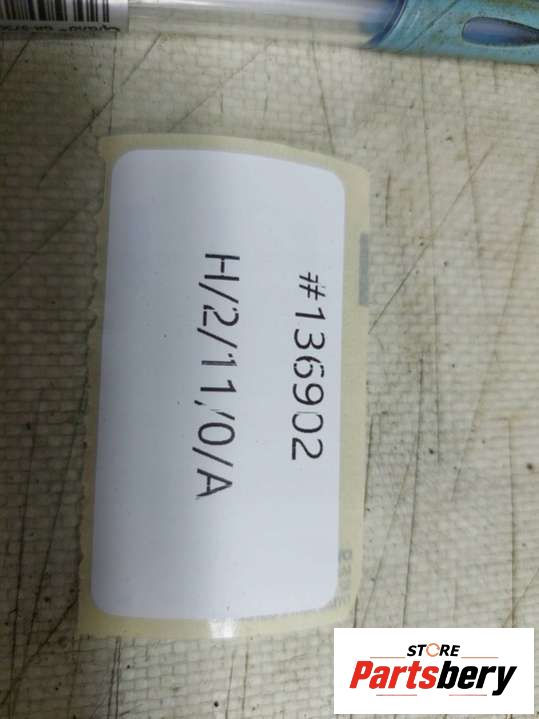 #136902
H/2/11/0/A
STORE
Partsbery